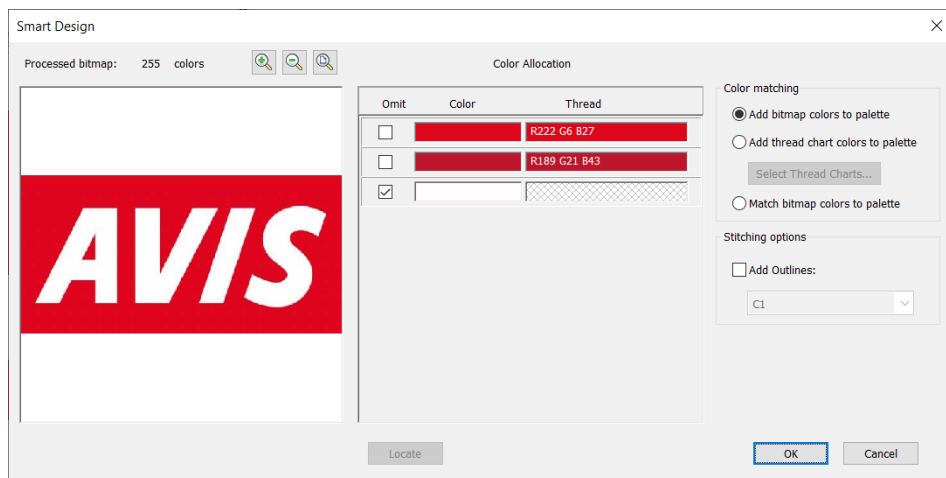 Smart Design
Processed bitmap: 255 colors
Color Allocation
Omit Color Thread
R222 G6 B27
R189 G21 B43
AVIS
Color matching
Add bitmap colors to palette
Add thread chart colors to palette
Select Thread Charts...
Match bitmap colors to palette
Stitching options
Add Outlines:
C1
Locate
OK Cancel